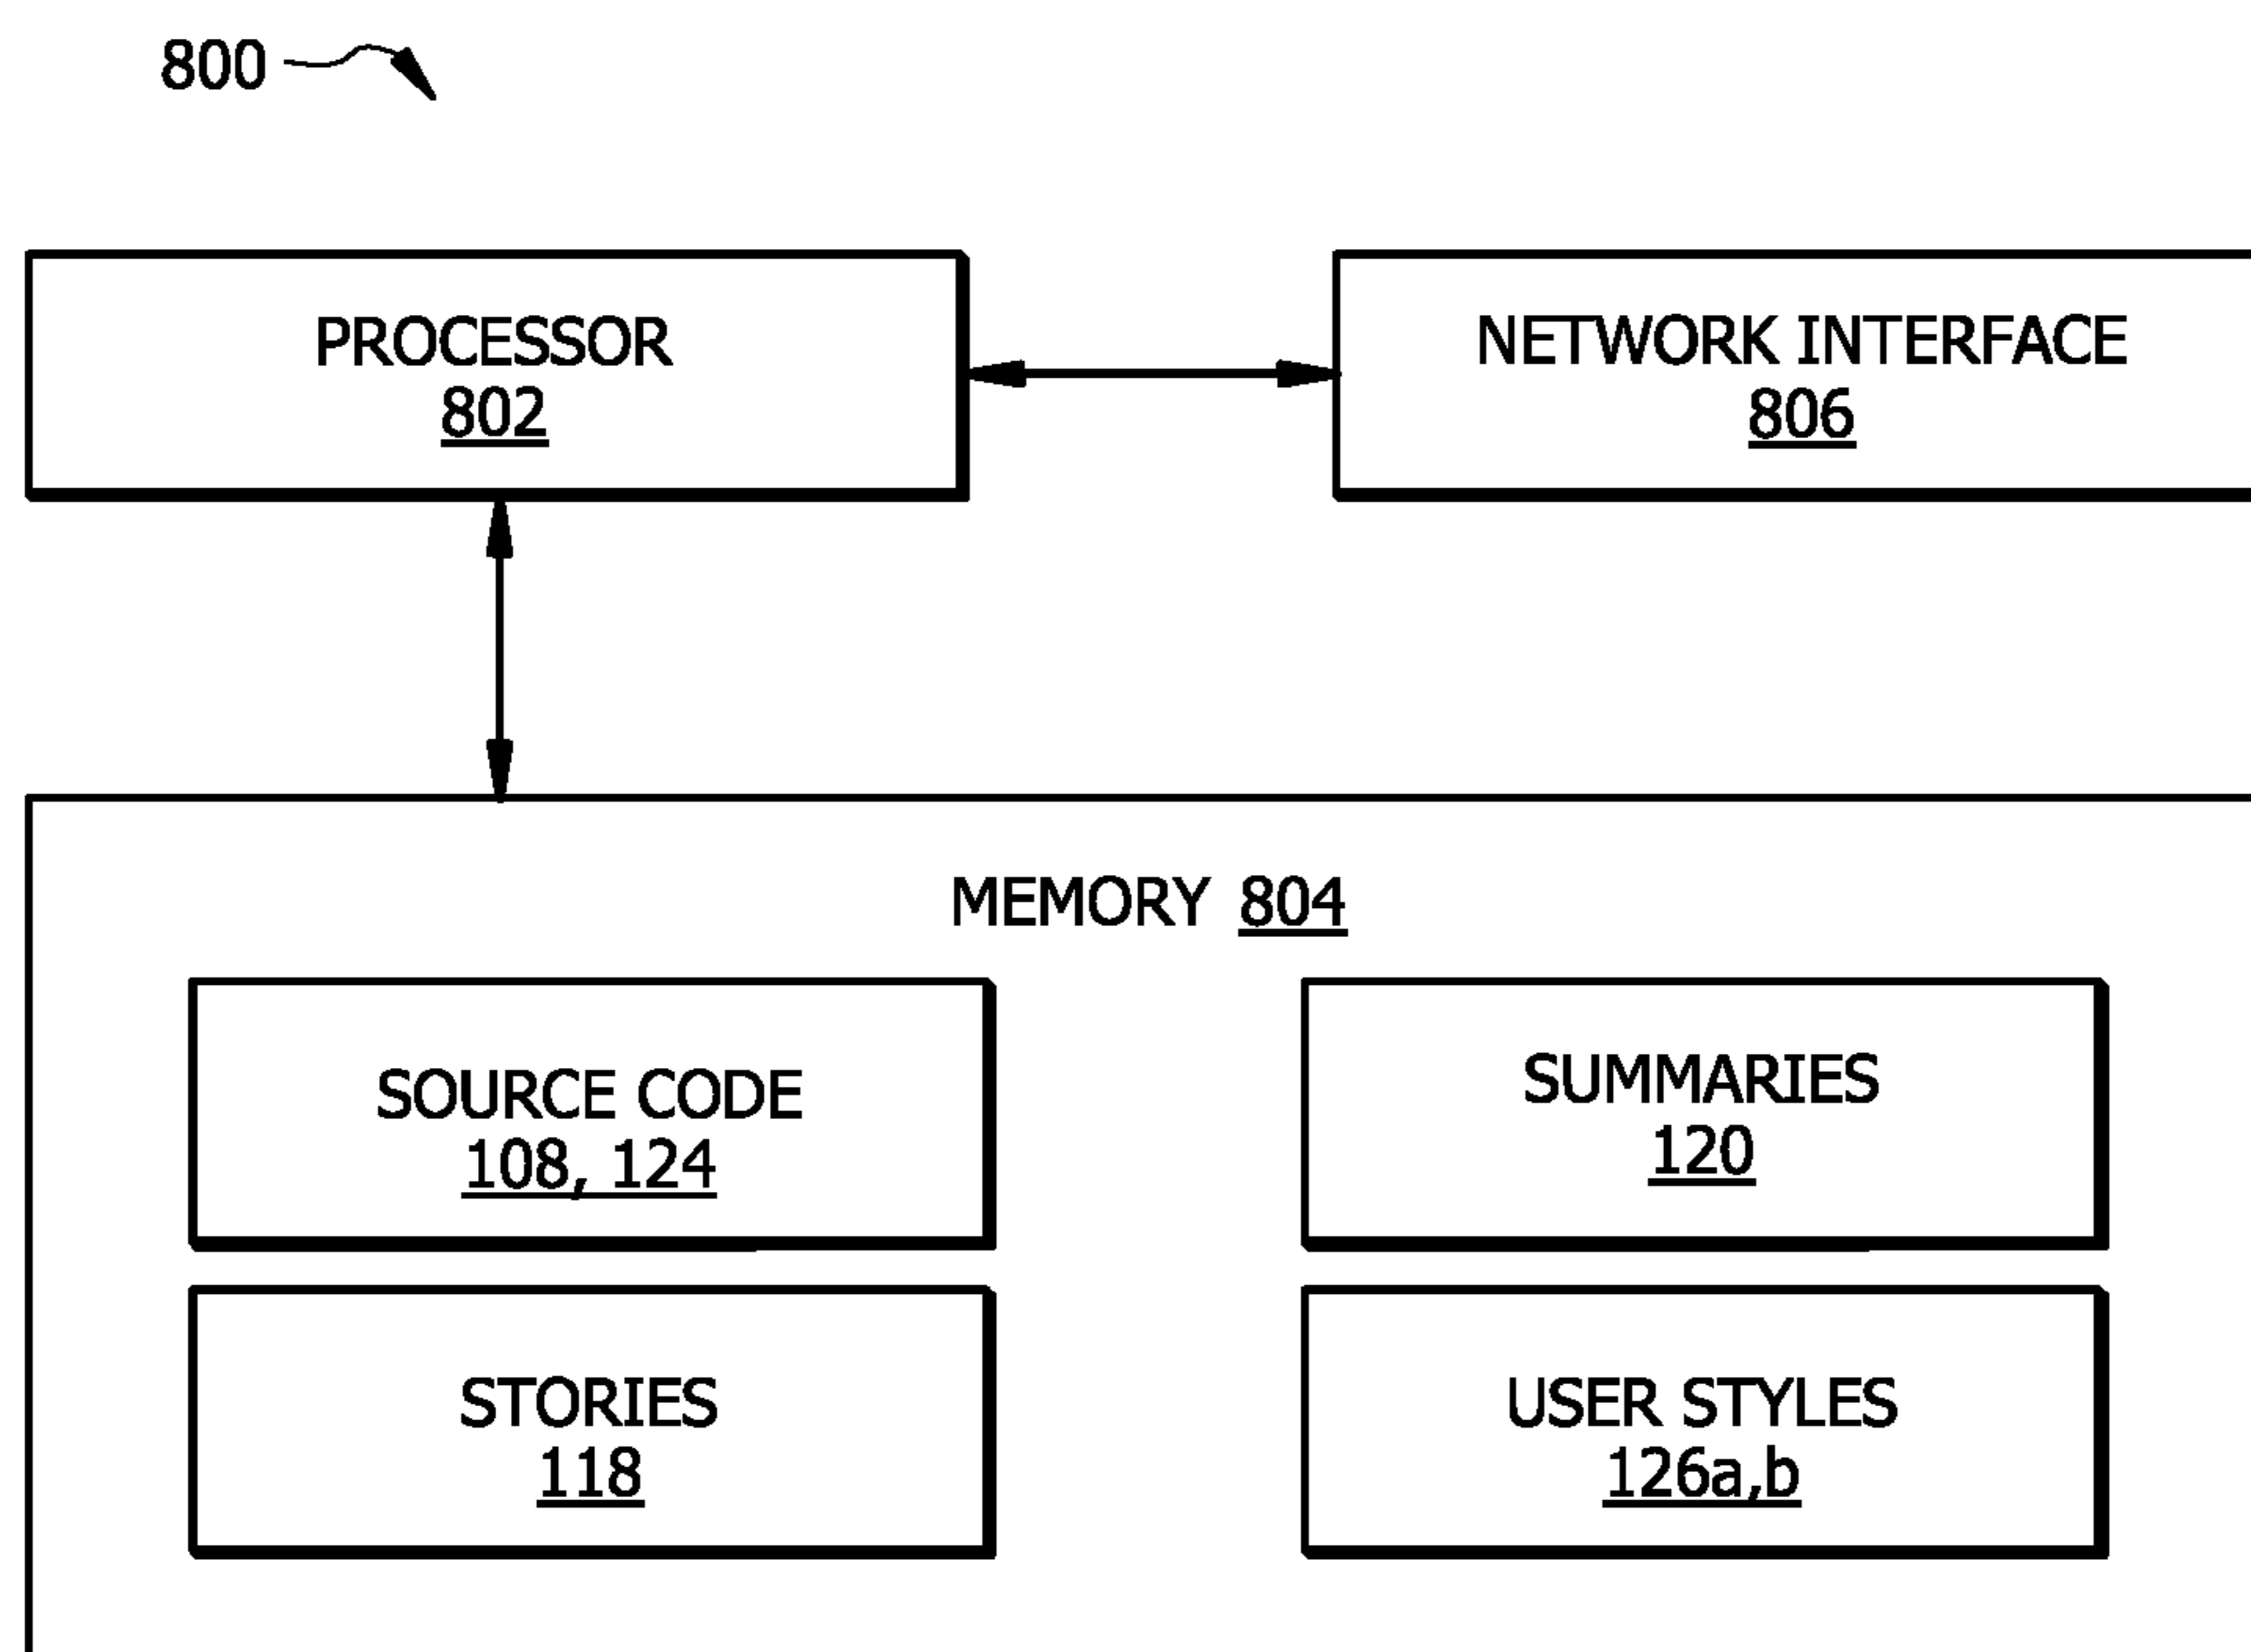 800
PROCESSOR
802
NETWORK INTERFACE
806
MEMORY 804
SOURCE CODE
108, 124
SUMMARIES
120
STORIES
118
USER STYLES
126a,b